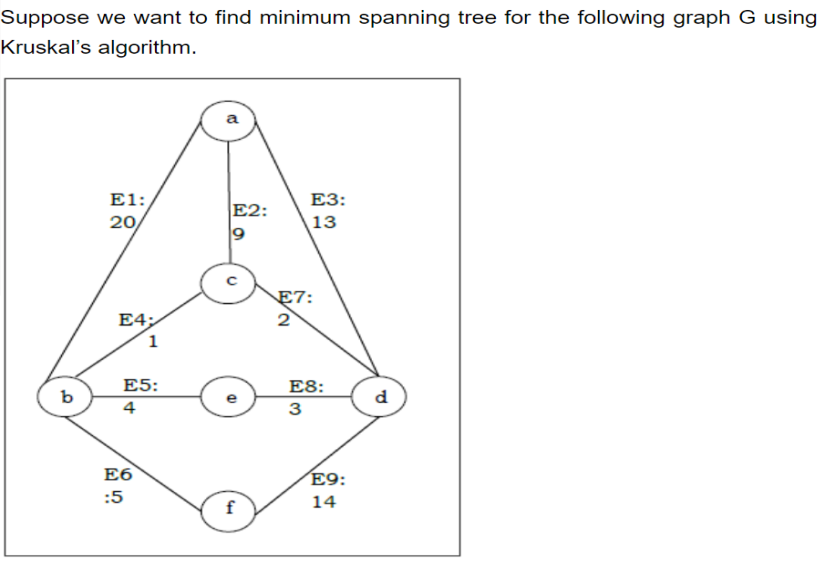 Suppose we want to find minimum spanning tree for the following graph G using
Kruskal's algorithm.
a
E1:
20
E2:
9
E3:
13
c
E7:
2
E4:
1
b
E5:
4
e
E8:
3
d
E6
:5
f
E9:
14